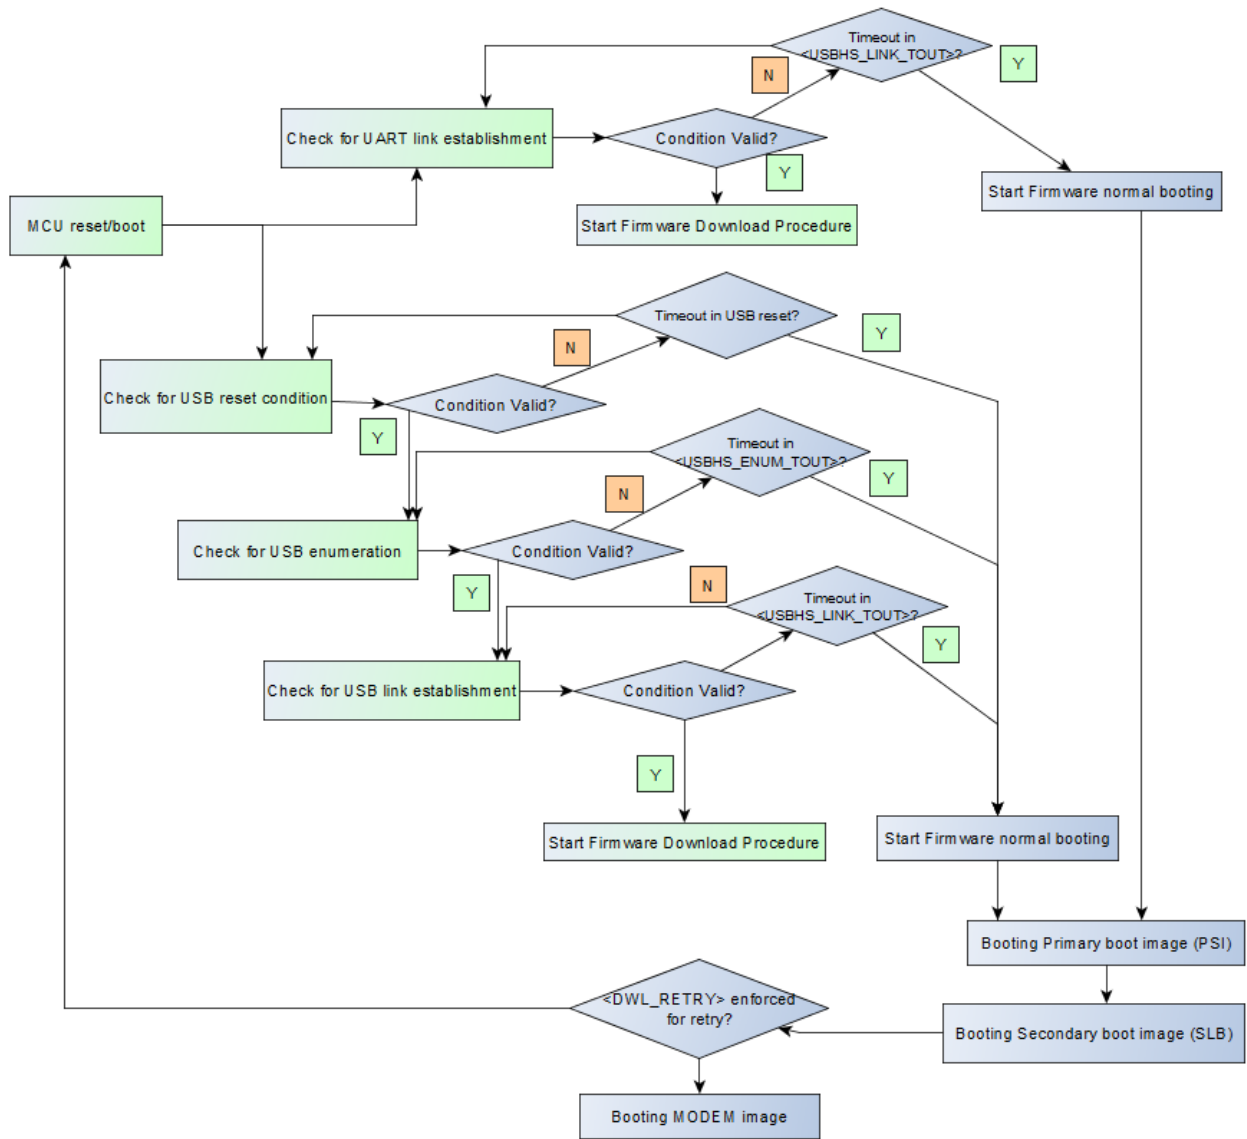 Timeout in
<USBHS_LINK_TOUT>?
Y
N
Check for UART link establishment
Condition Valid?
Y
Start Firmware normal booting
MCU reset/boot
Start Firmware Download Procedure
Timeout in USB reset?
Y
N
Check for USB reset condition
Condition Valid?
Y
Timeout in
<USBHS_ENUM_TOUT>?
Y
N
Check for USB enumeration
Condition Valid?
Y
N
Timeout in
<USBHS_LINK_TOUT>?
Y
Check for USB link establishment
Condition Valid?
Y
Start Firmware Download Procedure
Start Firmware normal booting
Booting Primary boot image (PSI)
<DWL_RETRY> enforced
for retry?
Booting Secondary boot image (SLB)
Booting MODEM image